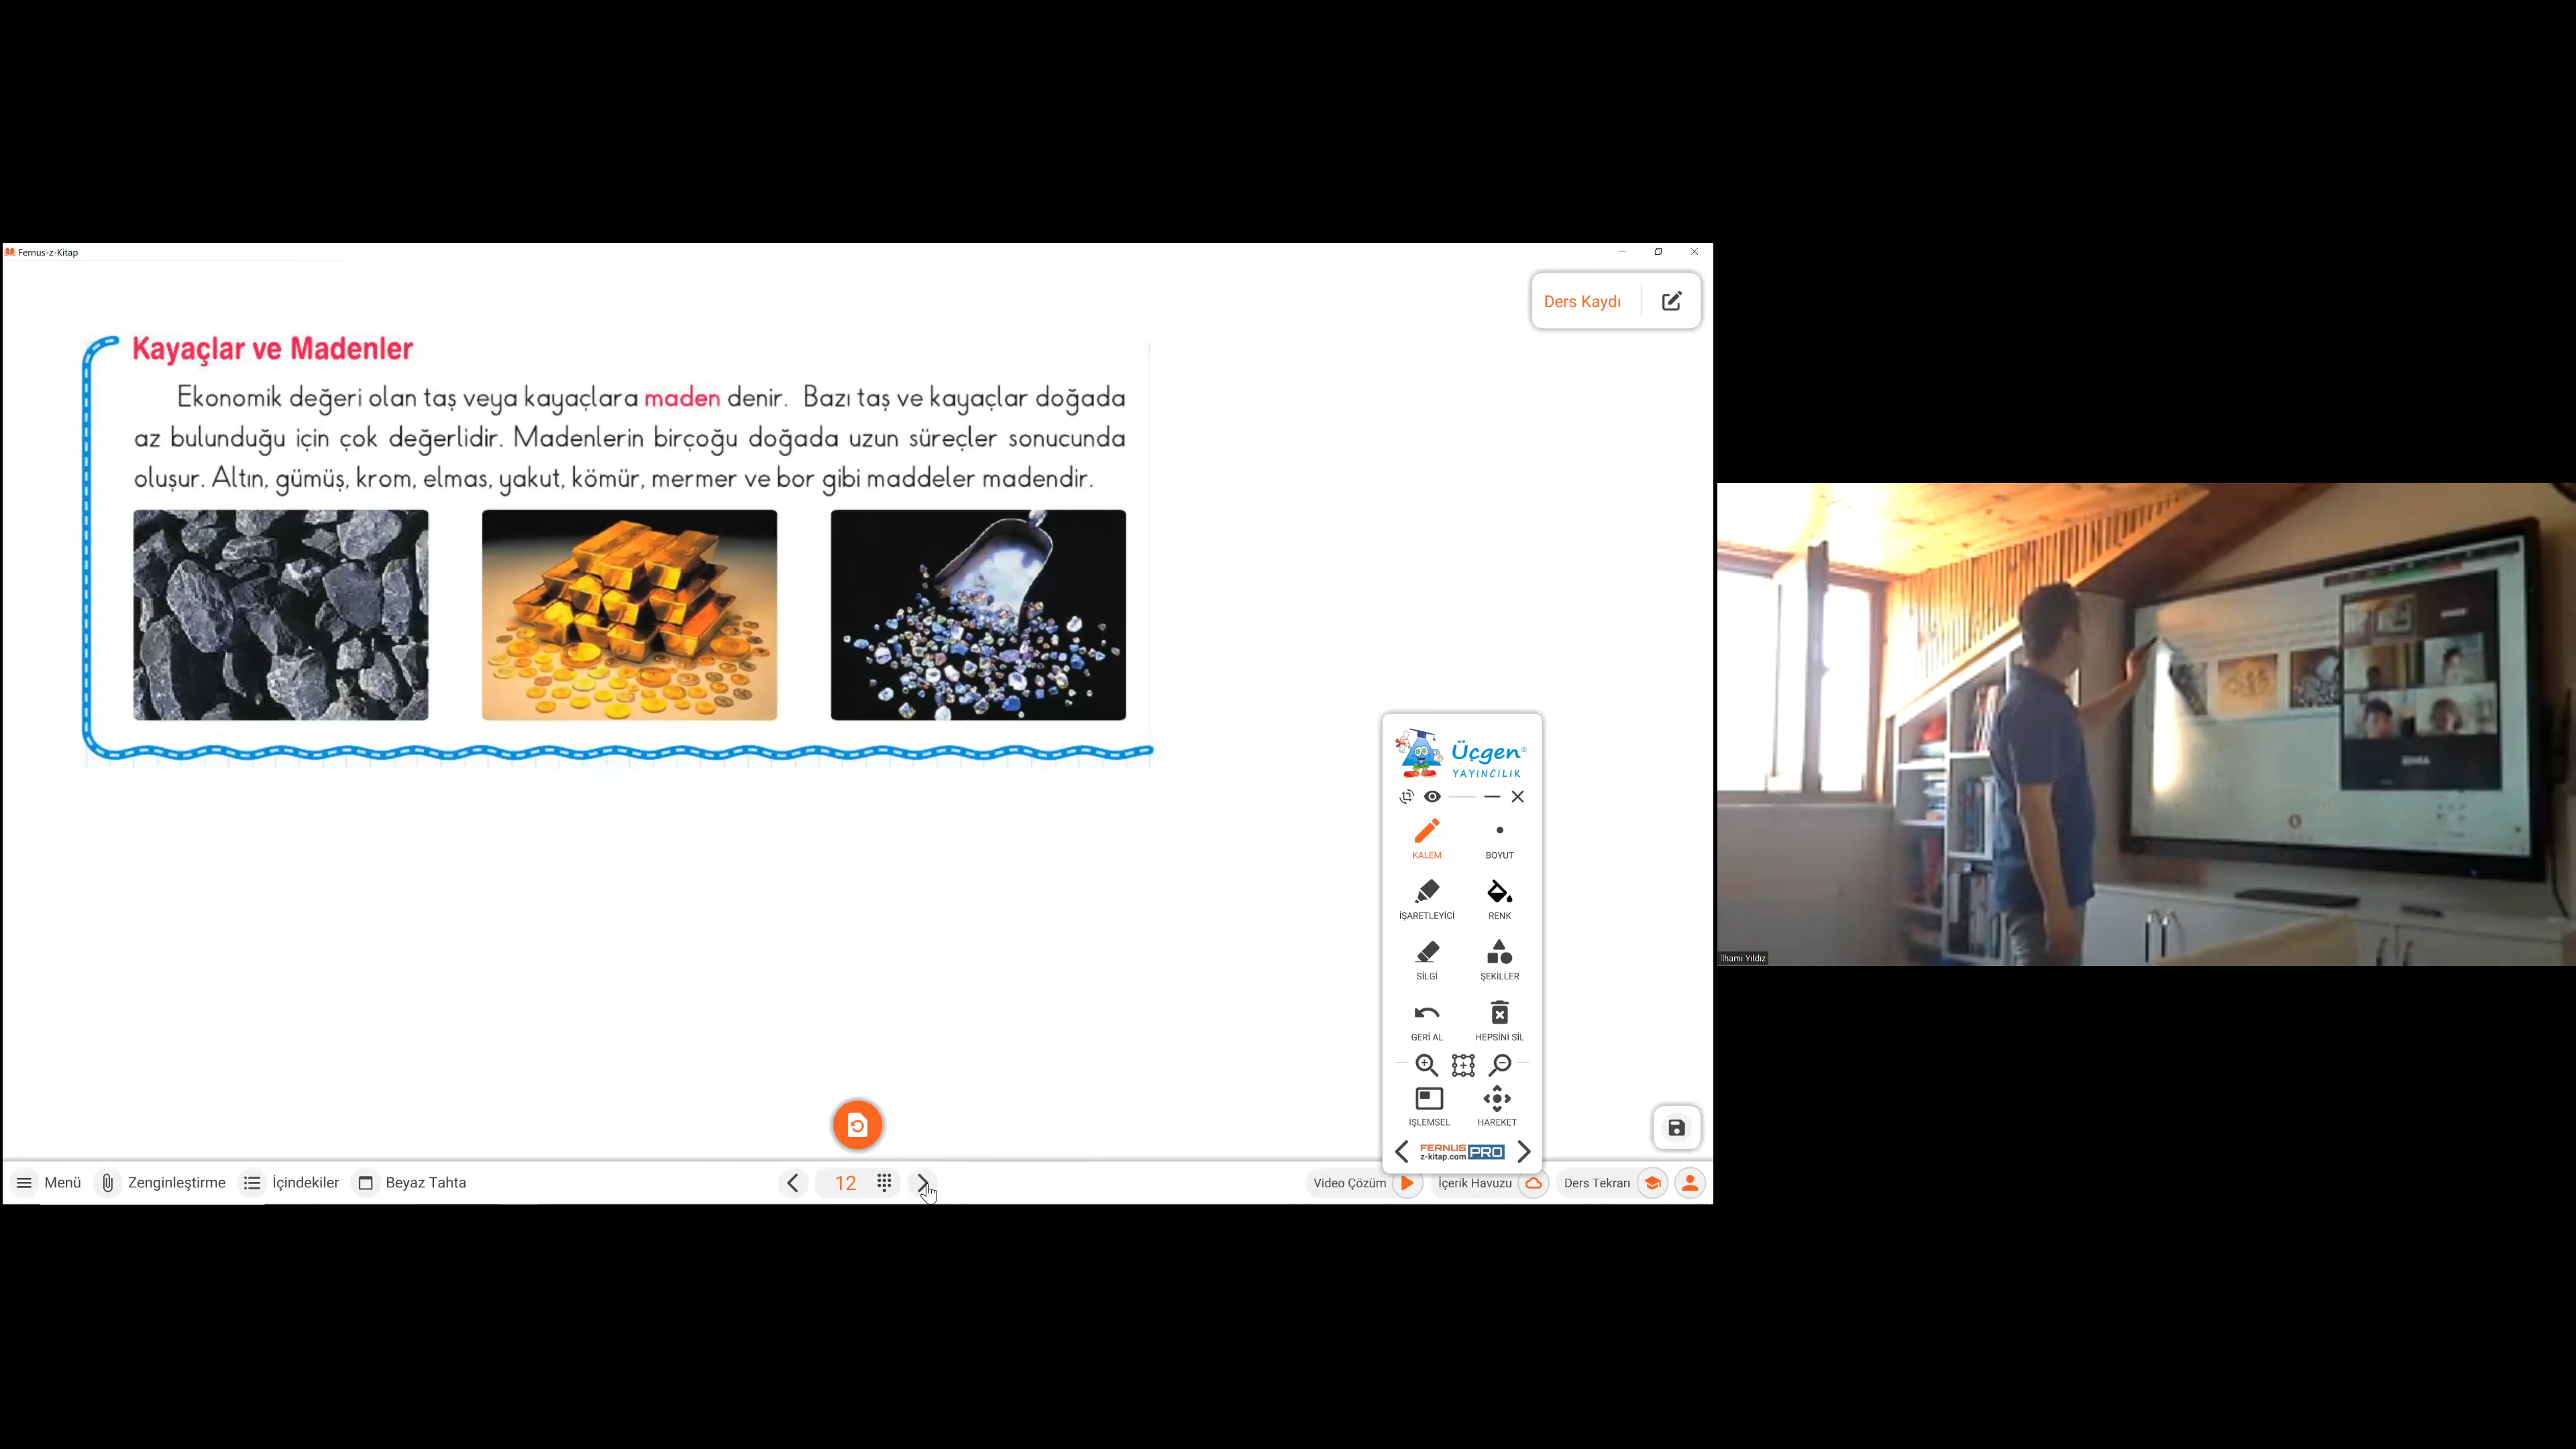 Fernus-z-Kitap
Ders Kaydı
Kayaçlar ve Madenler
Ekonomik değeri olan taş veya kayaçlara maden denir. Bazı taş ve kayaçlar doğada
az bulunduğu için çok değerlidir. Madenlerin birçoğu doğada uzun süreçler sonucunda
oluşur. Altın, gümüş, krom, elmas, yakut, kömür, mermer ve bor gibi maddeler madendir.
Üçgen
YAYINCILIK
KALEM BOYUT
İŞARETLEYİCİ RENK
SİLGİ ŞEKİLLER
GERİ AL HEPSİNİ SİL
İŞLEMSEL HAREKET
FERNUS PRO
z-kitap.com
Menü Zenginleştirme İçindekiler Beyaz Tahta 12 Video Çözüm İçerik Havuzu Ders Tekrarı
İlhami Yıldız